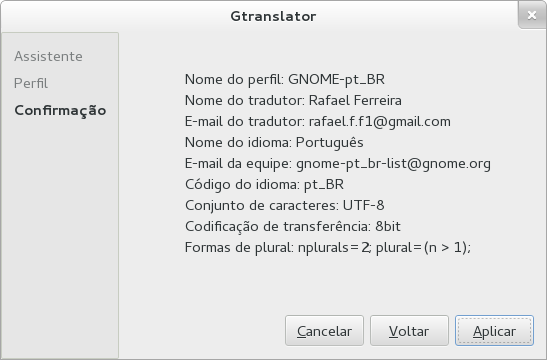 Gtranslator
Assistente
Perfil
Confirmação
Nome do perfil: GNOME-pt_BR
Nome do tradutor: Rafael Ferreira
E-mail do tradutor: rafael.f.f1@gmail.com
Nome do idioma: Português
E-mail da equipe: gnome-pt_br-list@gnome.org
Código do idioma: pt_BR
Conjunto de caracteres: UTF-8
Codificação de transferência: 8bit
Formas de plural: nplurals=2; plural=(n > 1);
Cancelar
Voltar
Aplicar